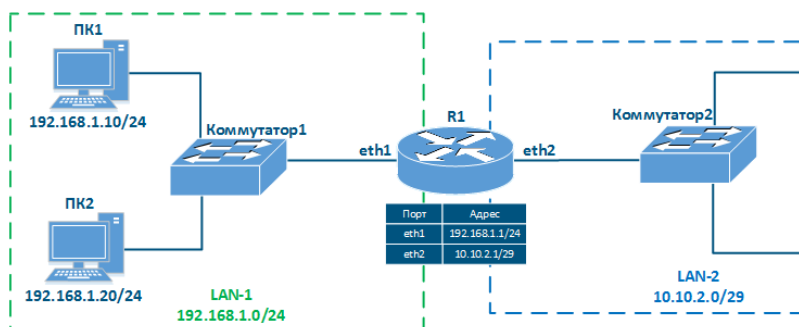 ПК1
192.168.1.10/24
Коммутатор1
ПК2
192.168.1.20/24
LAN-1
192.168.1.0/24
R1
eth1
eth2
Порт Адрес
eth1 192.168.1.1/24
eth2 10.10.2.1/29
Коммутатор2
LAN-2
10.10.2.0/29